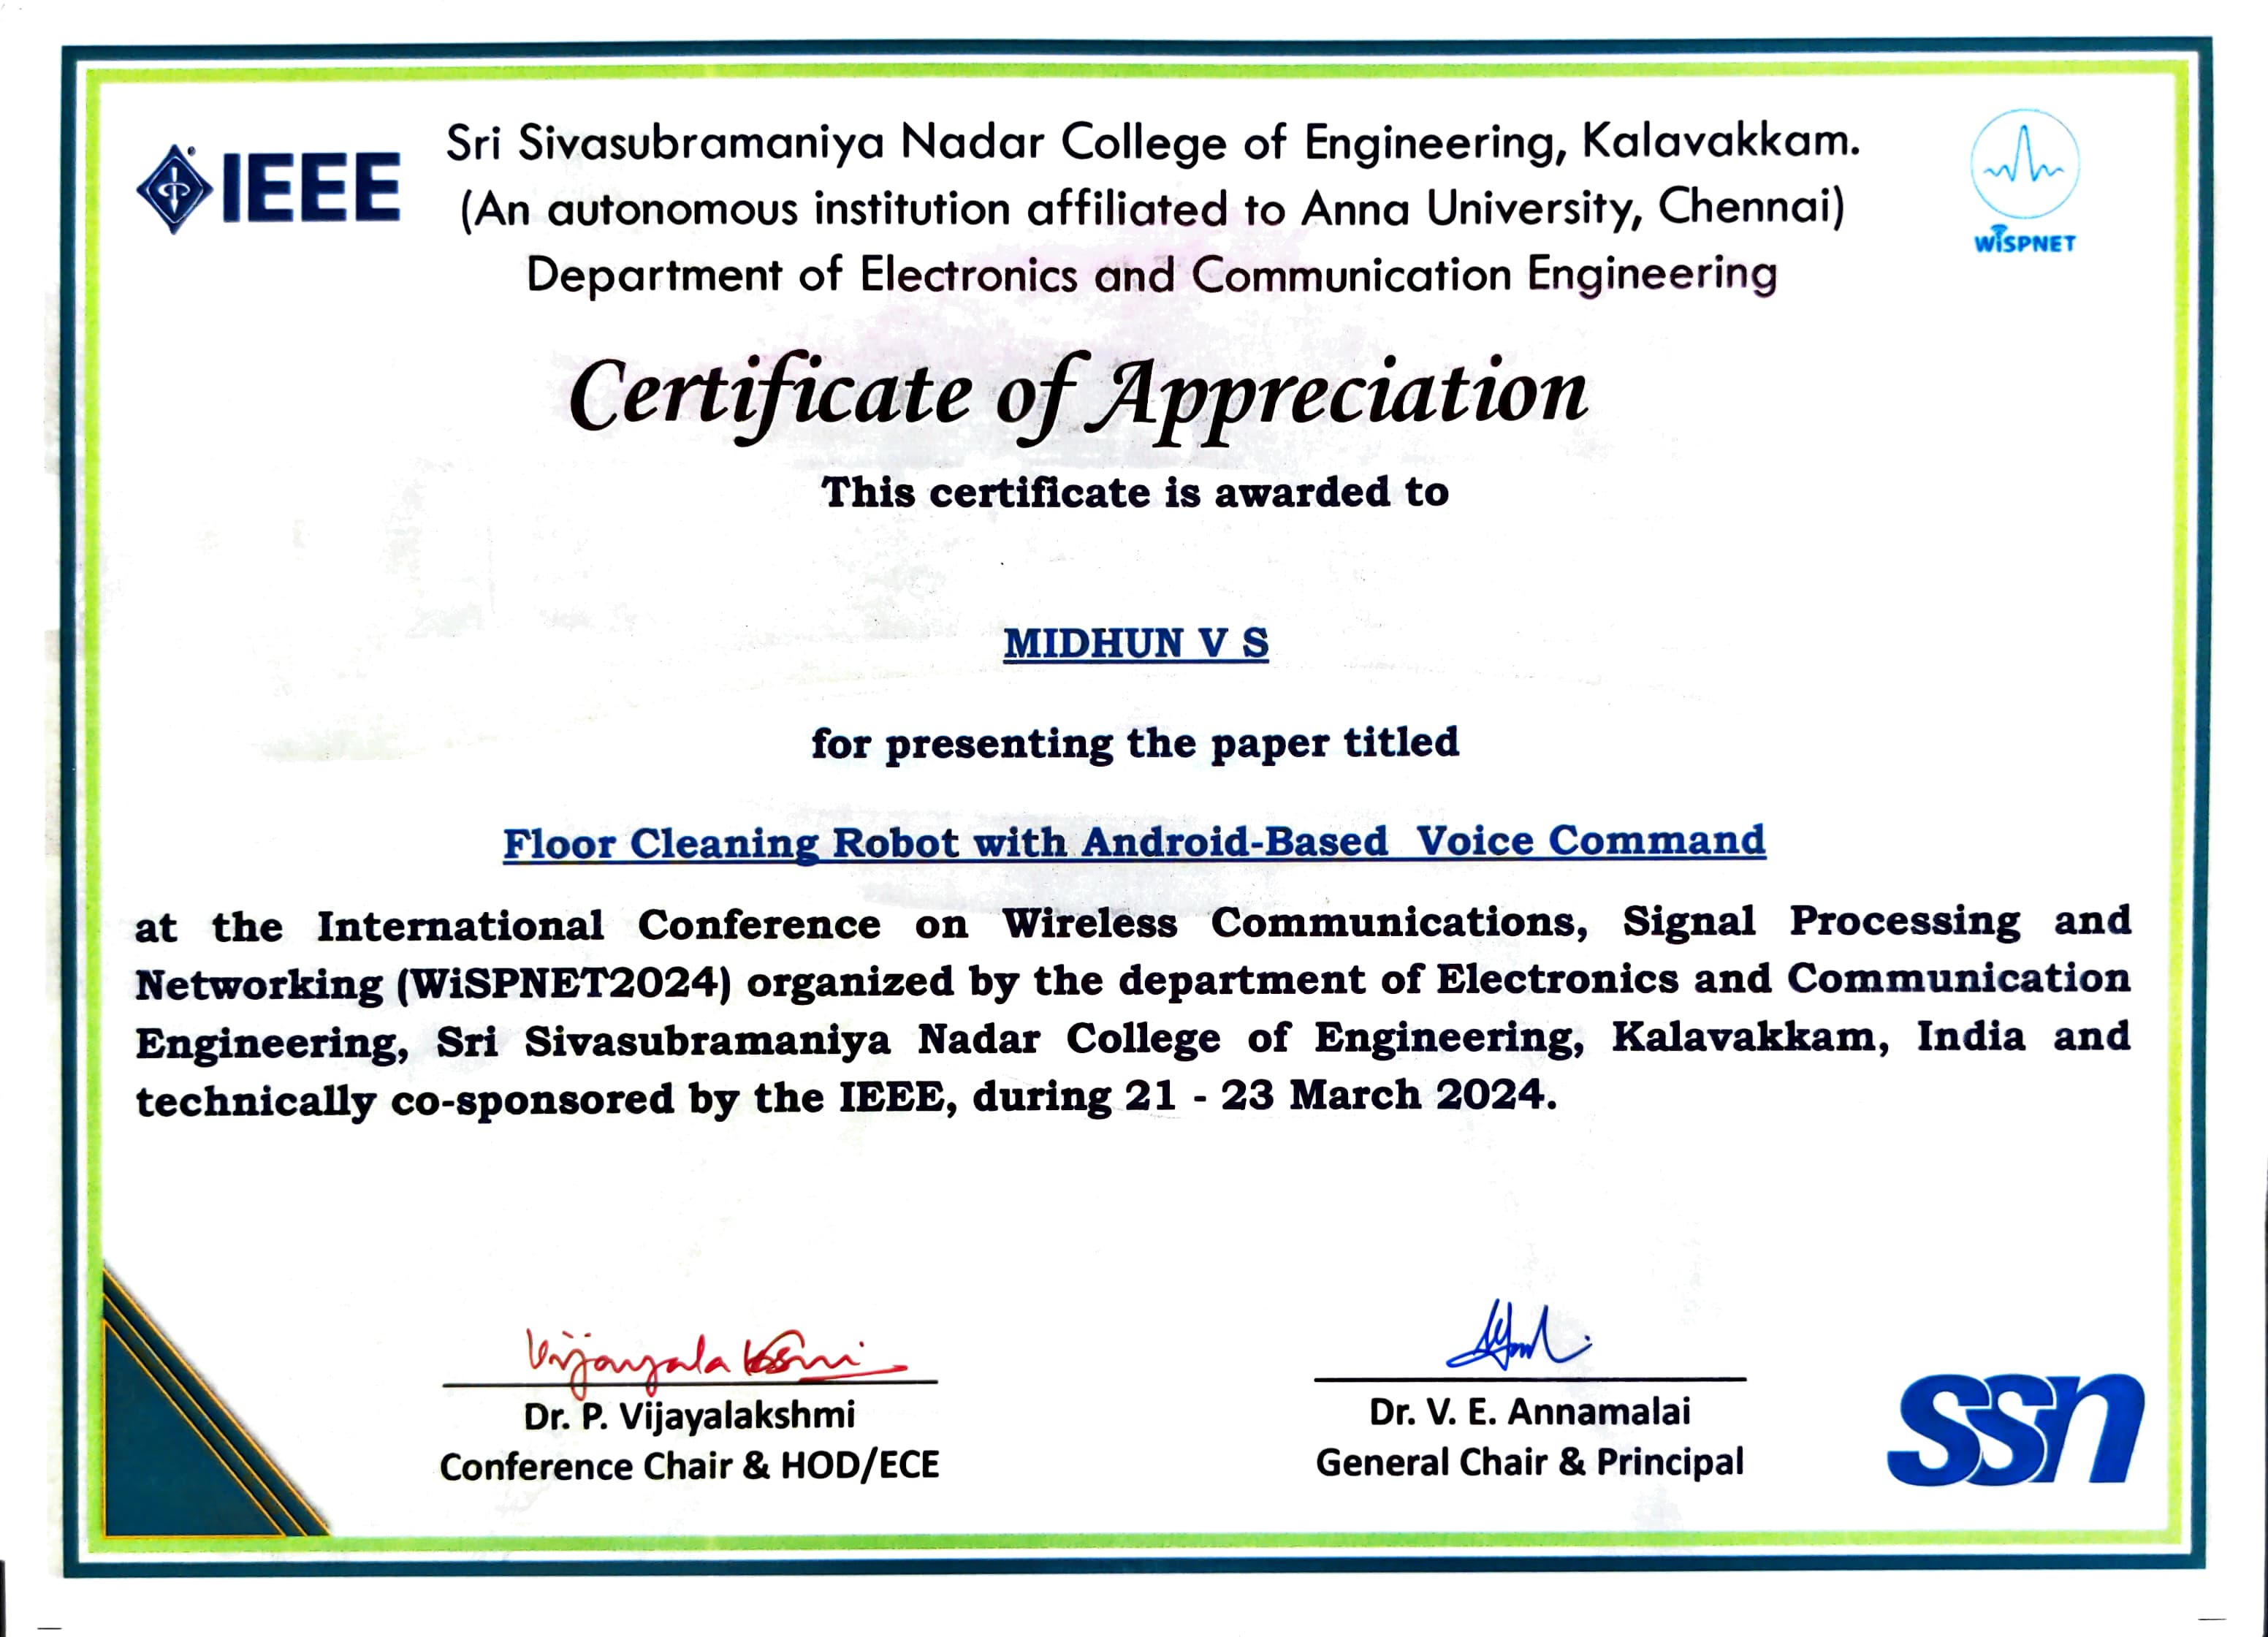 IEEE
Sri Sivasubramaniya Nadar College of Engineering, Kalavakkam.
(An autonomous institution affiliated to Anna University, Chennai)
Department of Electronics and Communication Engineering
WiSPNET
Certificate of Appreciation
This certificate is awarded to
MIDHUN V S
for presenting the paper titled
Floor Cleaning Robot with Android-Based Voice Command
at the International Conference on Wireless Communications, Signal Processing and
Networking (WiSPNET2024) organized by the department of Electronics and Communication
Engineering, Sri Sivasubramaniya Nadar College of Engineering, Kalavakkam, India and
technically co-sponsored by the IEEE, during 21 - 23 March 2024.
Vijayalakshmi
Dr. P. Vijayalakshmi
Conference Chair & HOD/ECE
Dr. V. E. Annamalai
General Chair & Principal
ssn